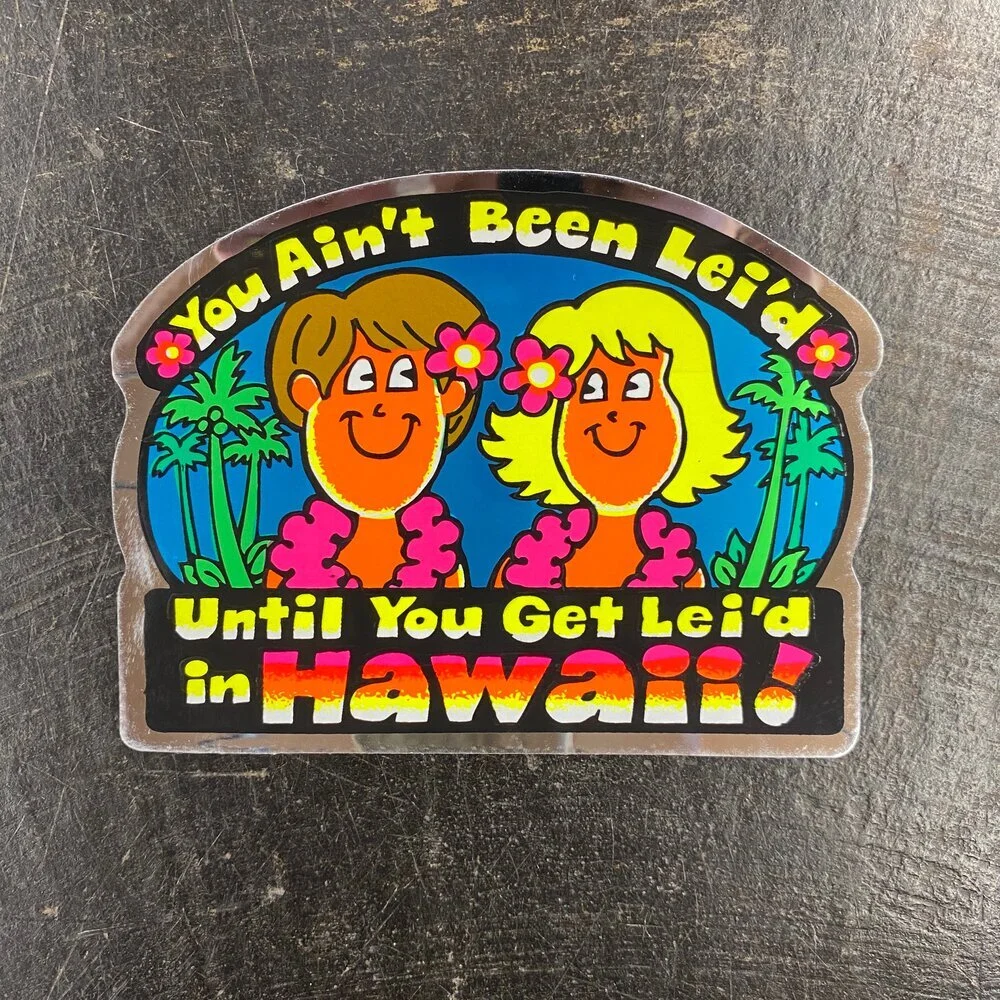 You Ain't Been Lei'd
Until You Get Lei'd
in Hawaii!